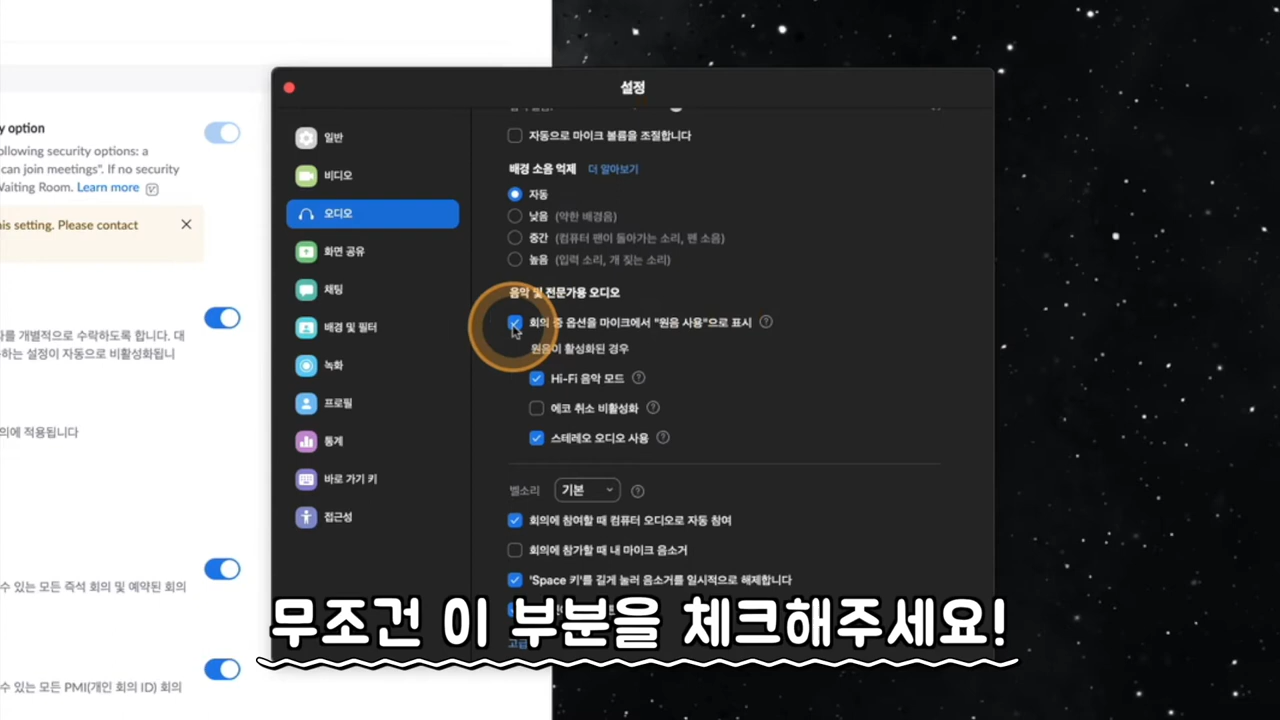 설정
y option
ollowing security options: a
can join meetings". If no security
Waiting Room. Learn more
his setting. Please contact
자를 개별적으로 수락하도록 합니다. 대
하는 설정이 자동으로 비활성화됩니
의에 적용됩니다
수 있는 모든 즉석 회의 및 예약된 회의
수 있는 모든 PMI(개인 회의 ID) 회의
일반
비디오
오디오
화면 공유
채팅
배경 및 필터
녹화
프로필
통계
바로 가기 키
접근성
자동으로 마이크 볼륨을 조절합니다
배경 소음 억제 더 알아보기
자동
낮음 (약한 배경음)
중간 (컴퓨터 팬이 돌아가는 소리, 펜 소음)
높음 (입력 소리, 개 짖는 소리)
음악 및 전문가용 오디오
회의 중 옵션을 마이크에서 "원음 사용"으로 표시
원음이 활성화된 경우
Hi-Fi 음악 모드
에코 취소 비활성화
스테레오 오디오 사용
벨소리 기본
회의에 참여할 때 컴퓨터 오디오로 자동 참여
회의에 참가할 때 내 마이크 음소거
'Space 키'를 길게 눌러 음소거를 일시적으로 해제합니다
고급
무조건 이 부분을 체크해주세요!